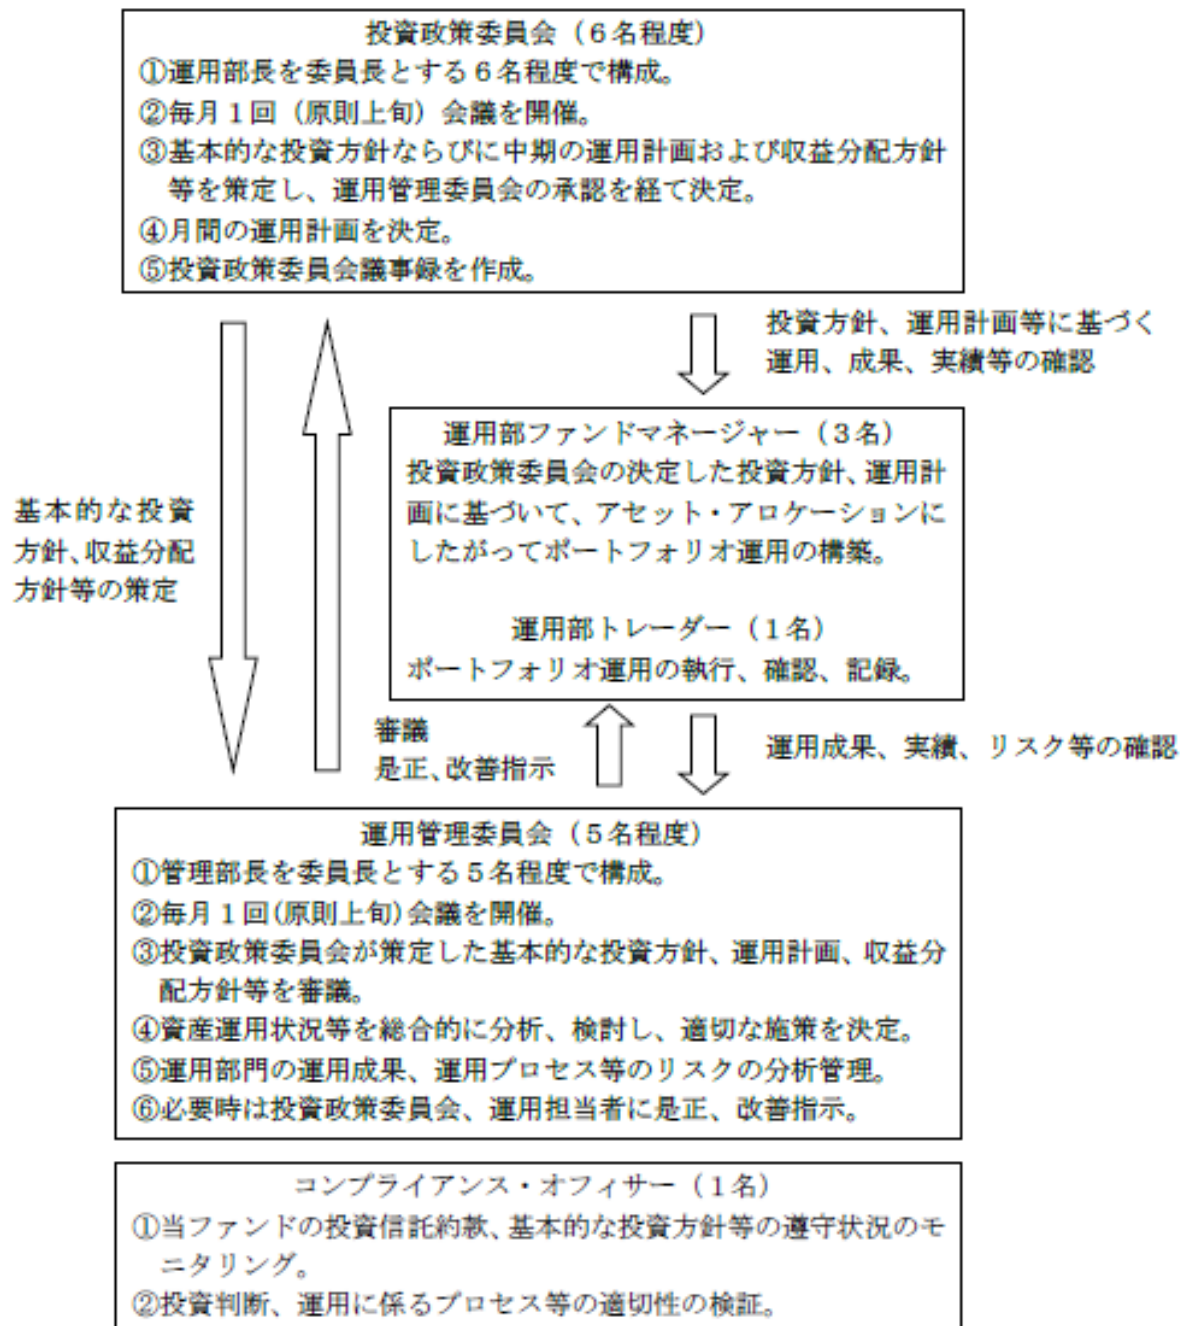 投資政策委員会（６名程度）
①運用部長を委員長とする６名程度で構成。
②毎月１回（原則上旬）会議を開催。
③基本的な投資方針ならびに中期の運用計画および収益分配方針
等を策定し、運用管理委員会の承認を経て決定。
④月間の運用計画を決定。
⑤投資政策委員会議事録を作成。
投資方針、運用計画等に基づく
運用、成果、実績等の確認
基本的な投資
方針、収益分配
方針等の策定
運用部ファンドマネージャー（３名）
投資政策委員会の決定した投資方針、運用計
画に基づいて、アセット・アロケーションに
したがってポートフォリオ運用の構築。
運用部トレーダー（１名）
ポートフォリオ運用の執行、確認、記録。
審議
是正、改善指示
運用成果、実績、リスク等の確認
運用管理委員会（５名程度）
①管理部長を委員長とする５名程度で構成。
②毎月１回(原則上旬)会議を開催。
③投資政策委員会が策定した基本的な投資方針、運用計画、収益分
配方針等を審議。
④資産運用状況等を総合的に分析、検討し、適切な施策を決定。
⑤運用部門の運用成果、運用プロセス等のリスクの分析管理。
⑥必要時は投資政策委員会、運用担当者に是正、改善指示。
コンプライアンス・オフィサー（１名）
①当ファンドの投資信託約款、基本的な投資方針等の遵守状況のモ
ニタリング。
②投資判断、運用に係るプロセス等の適切性の検証。